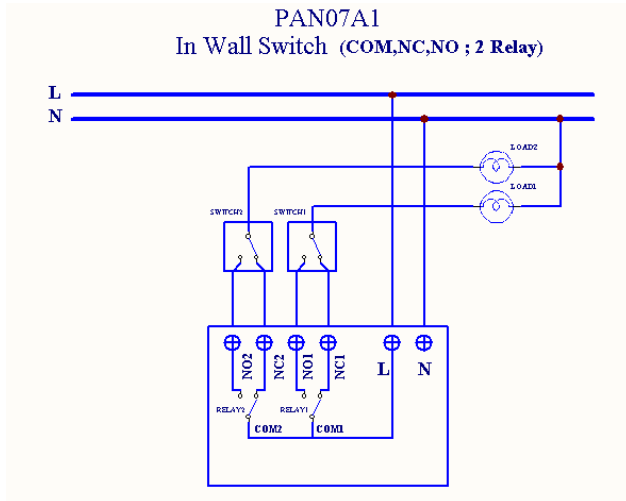 PAN07A1
In Wall Switch (COM,NC,NO ; 2 Relay)
L
N
LOAD2
LOAD1
SWITCH2 SWITCH1
NO2 NC2 NO1 NC1 L N
RELAY2 RELAY1
COM2 COM1